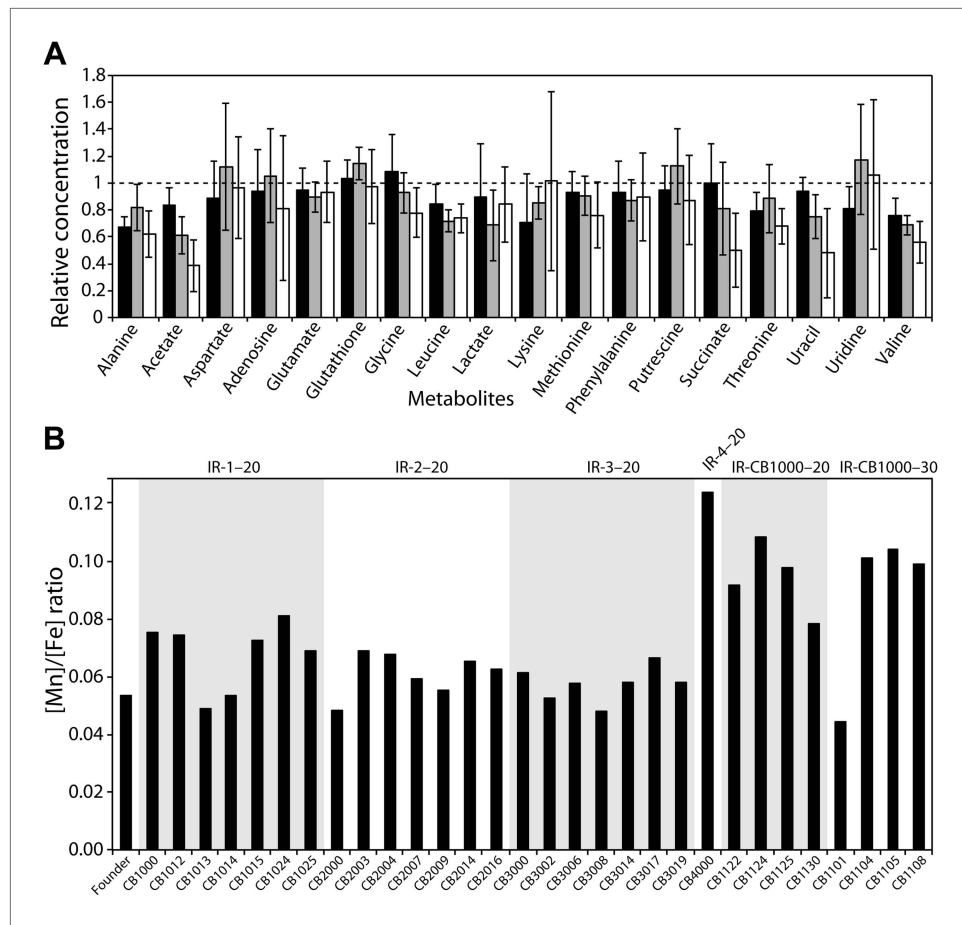 A
1.8
1.6
1.4
1.2
1
0.8
0.6
0.4
0.2
0
Relative concentration
Alanine
Acetate
Aspartate
Adenosine
Glutamate
Glutathione
Glycine
Leucine
Lactate
Lysine
Methionine
Phenylalanine
Putrescine
Succinate
Threonine
Uracil
Uridine
Valine
Metabolites
B
IR-1–20
IR-2–20
IR-3–20
IR-4–20
IR-CB1000–20
IR-CB1000–30
0.12
0.10
0.08
0.06
0.04
0.02
0.00
[Mn]/[Fe] ratio
Founder
CB1000
CB1012
CB1013
CB1014
CB1015
CB1024
CB1025
CB2000
CB2003
CB2004
CB2007
CB2009
CB2014
CB2016
CB3000
CB3002
CB3006
CB3008
CB3014
CB3017
CB3019
CB4000
CB1122
CB1124
CB1125
CB1130
CB1101
CB1104
CB1105
CB1108